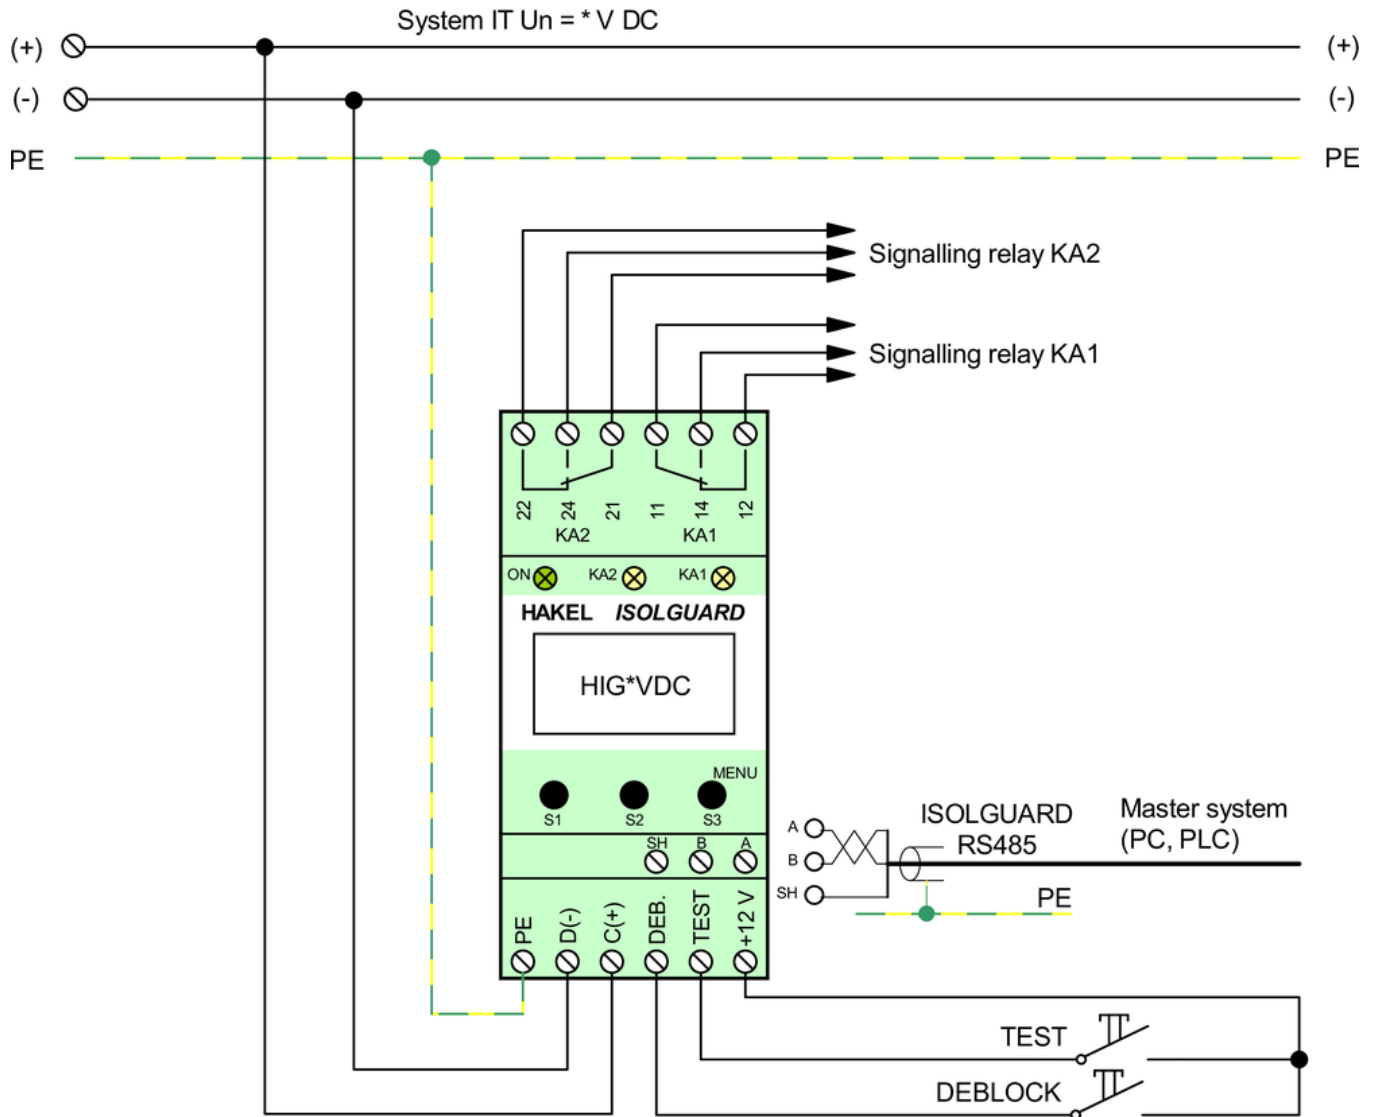 System IT Un = * V DC
(+) (+)
(-) (-)
PE PE
Signalling relay KA2
Signalling relay KA1
22 24 21 11 14 12
KA2 KA1
ON KA2 KA1
HAKEL ISOLGUARD
HIG*VDC
MENU
S1 S2 S3
SH B A
PE D(-) C(+) DEB. TEST +12 V
A
B
SH
ISOLGUARD
RS485
Master system
(PC, PLC)
PE
TEST
DEBLOCK